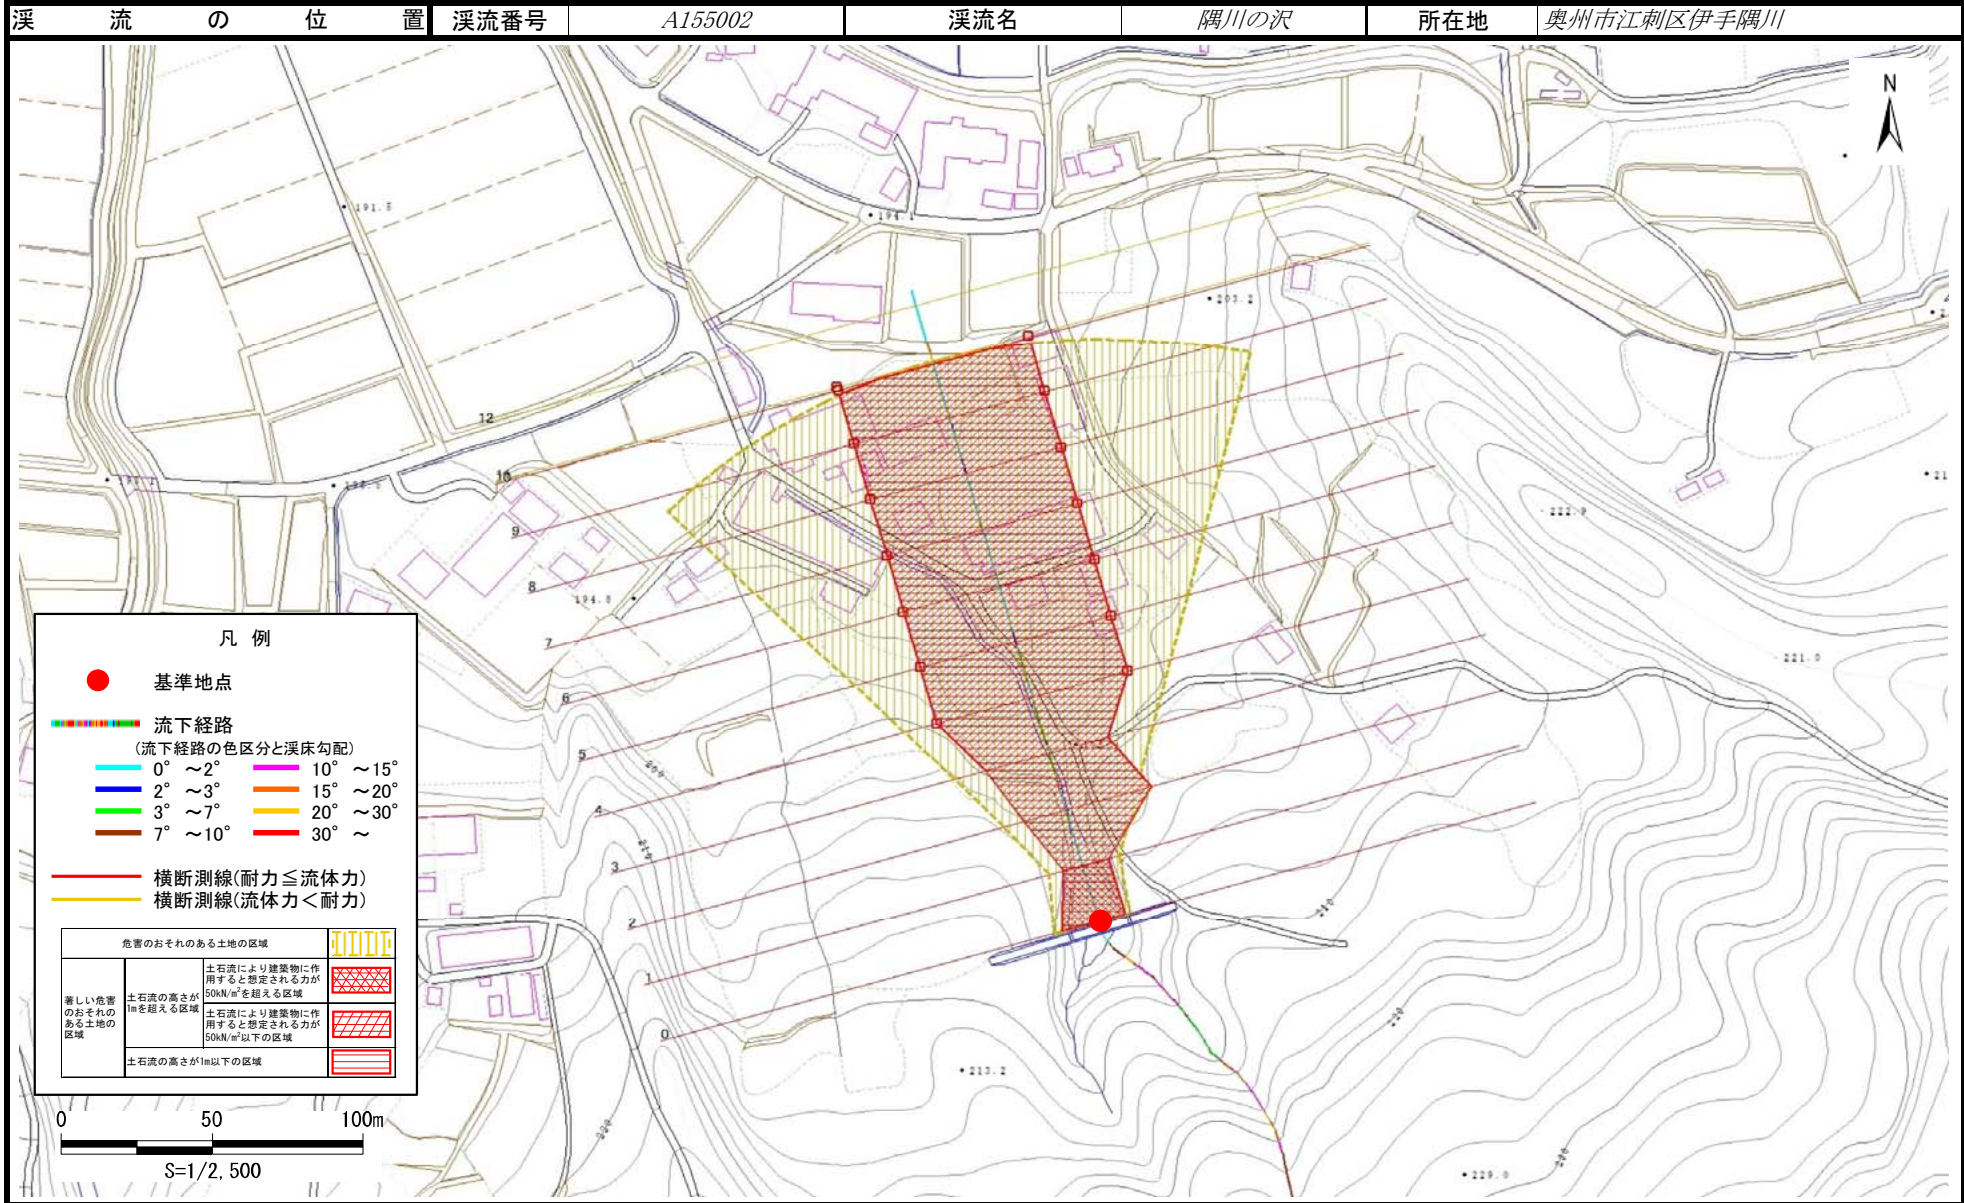 渓流の位置 渓流番号 A155002 渓流名 隅川の沢 所在地 奥州市江刺区伊手隅川
N
191.5
194.1
203.2
12
10
9
8
194.8
222.9
7
221.0
6
5
200
4
210
3
2
210
1
0
213.2
220
220
229.0
凡 例
基準地点
流下経路
(流下経路の色区分と渓床勾配)
0° ～2° 10° ～15°
2° ～3° 15° ～20°
3° ～7° 20° ～30°
7° ～10° 30° ～
横断測線(耐力≦流体力)
横断測線(流体力＜耐力)
危害のおそれのある土地の区域
著しい危害
のおそれの
ある土地の
区域
土石流の高さが
1mを超える区域
土石流により建築物に作
用すると想定される力が
50kN/m²を超える区域
土石流により建築物に作
用すると想定される力が
50kN/m²以下の区域
土石流の高さが1m以下の区域
0 50 100m
S=1/2,500